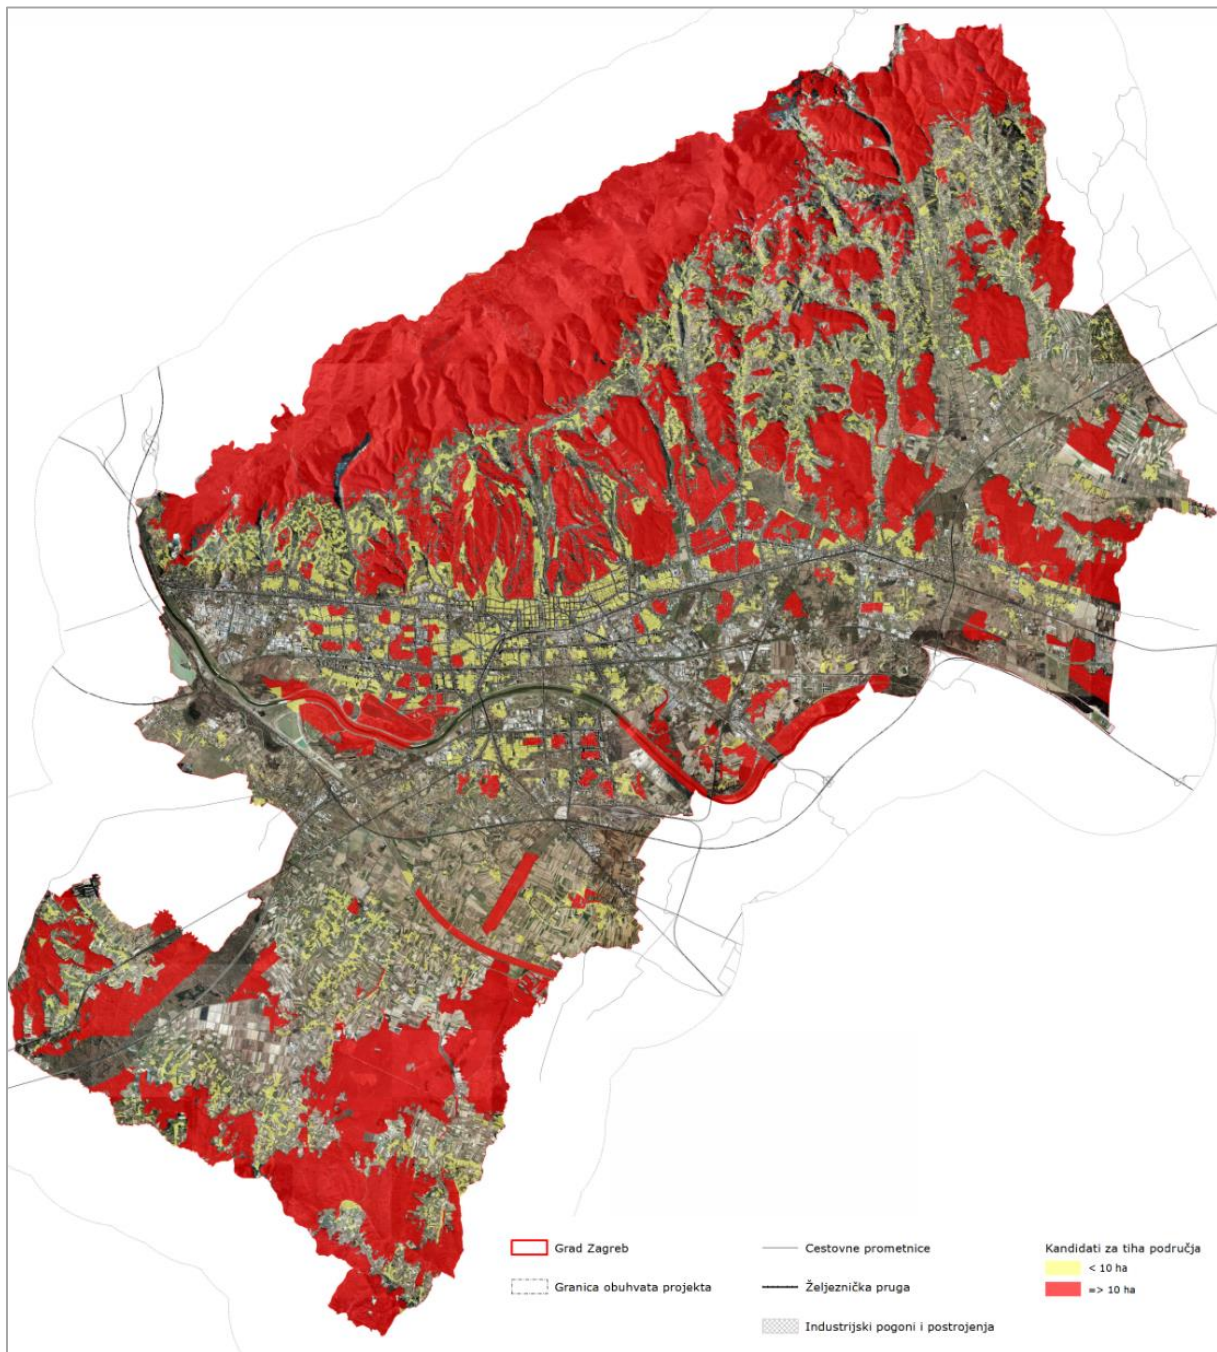 Grad Zagreb
Granica obuhvata projekta
Cestovne prometnice
Željeznička pruga
Industrijski pogoni i postrojenja
Kandidati za tiha područja
< 10 ha
=> 10 ha